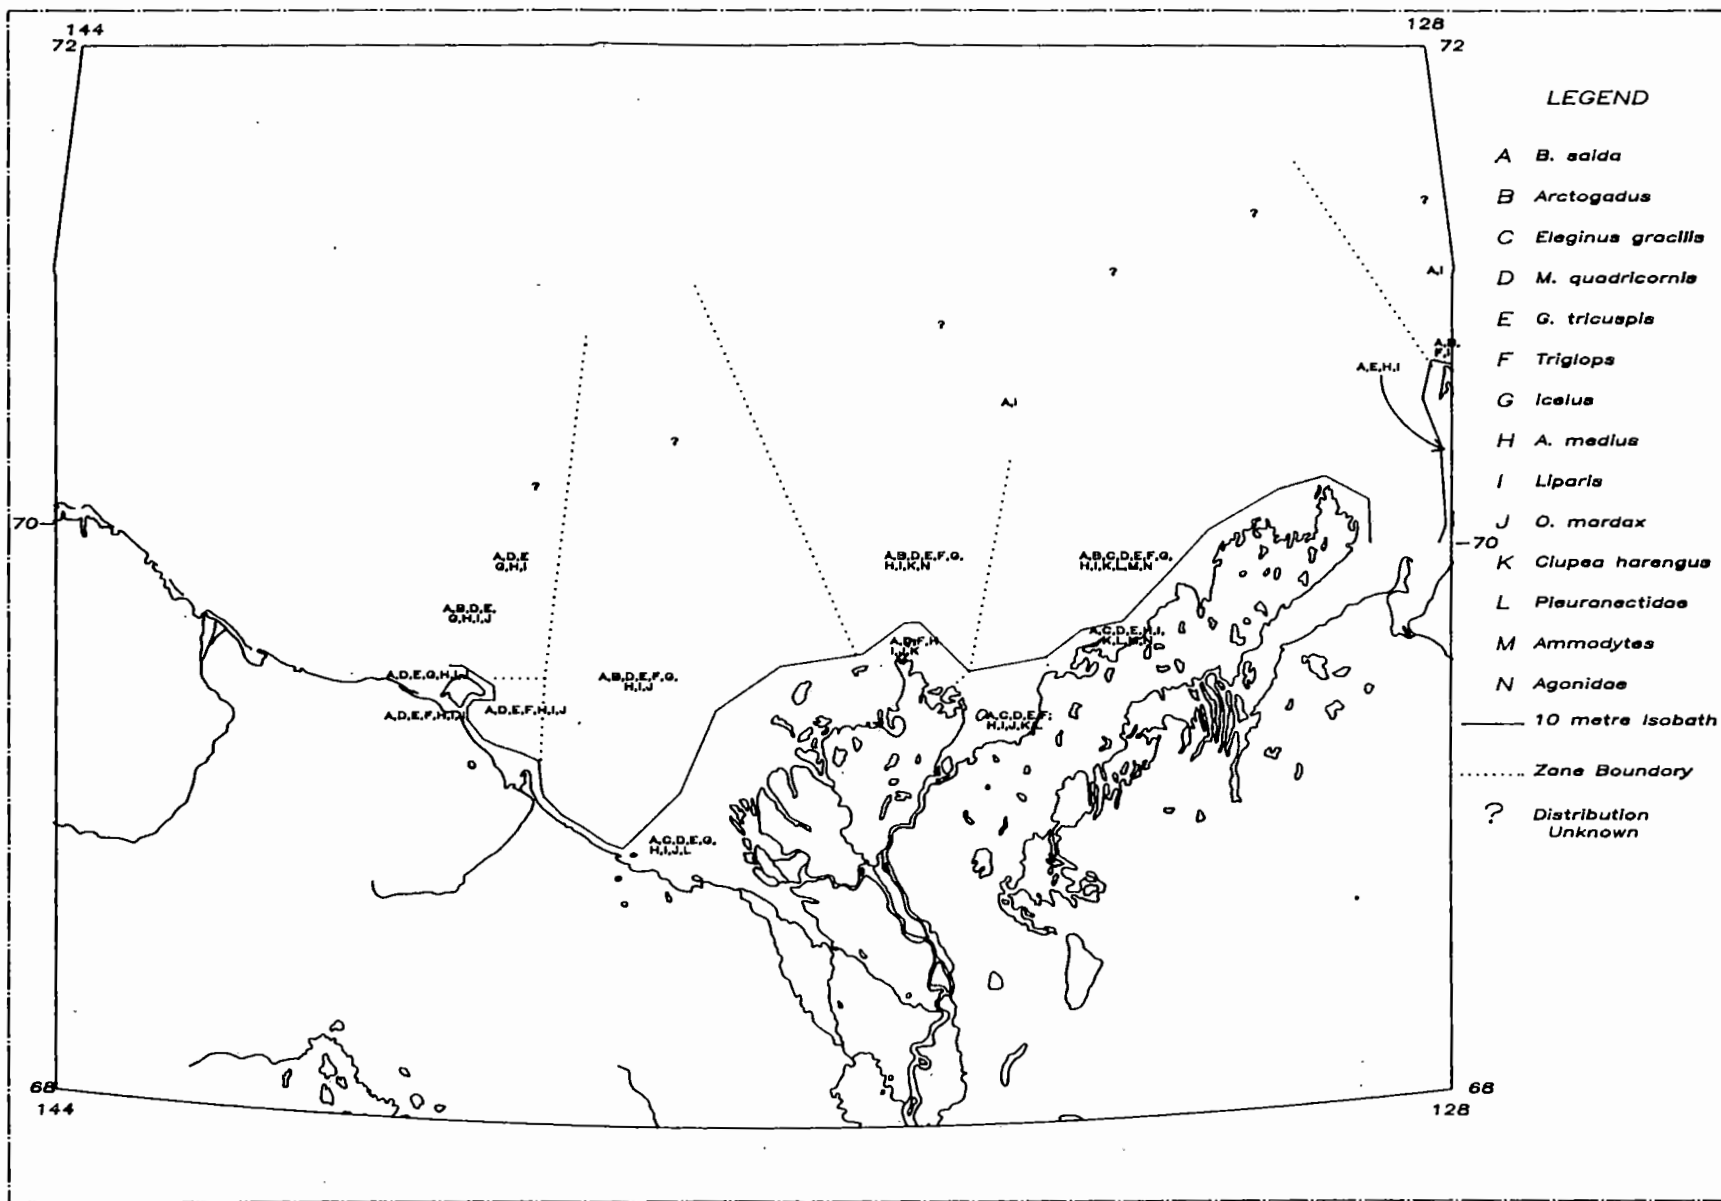 144
128
72
72
LEGEND
A B. saida
B Arctogadus
C Eleginus gracilis
D M. quadricornis
E G. tricuspis
F Triglops
G Icelus
H A. medius
I Liparis
J O. mordax
K Clupea harengus
L Pleuronectidae
M Ammodytes
N Agonidae
10 metre Isobath
Zone Boundary
? Distribution
Unknown
?
?
?
A,I
?
A,E,H,I
F,I
A,I
?
?
70
70
A,D,E
G,H,I
A,B,D,E,F,G,
H,I,K,N
A,B,C,D,E,F,G,
H,I,K,L,M,N
A,B,D,E,
G,H,I,J
A,C,D,E,H,I,
K,L,M,N
I,J,K
A,D,E,G,H,I,J
A,B,D,E,F,G,
H,I,J
A,D,E,F,H,I,J
A,D,E,F,H,I,J
A,C,D,E,F,
H,I,J,K,L
A,C,D,E,G,
H,I,J,L
68
68
144
128